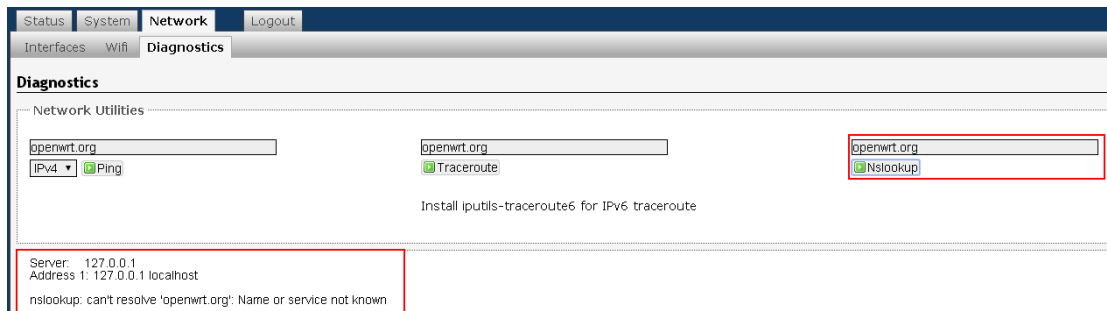 Status System Network Logout
Interfaces Wifi Diagnostics
Diagnostics
Network Utilities
openwrt.org openwrt.org openwrt.org
IPv4 Ping Traceroute Nslookup
Install iputils-traceroute6 for IPv6 traceroute
Server: 127.0.0.1
Address 1: 127.0.0.1 localhost
nslookup: can't resolve 'openwrt.org': Name or service not known